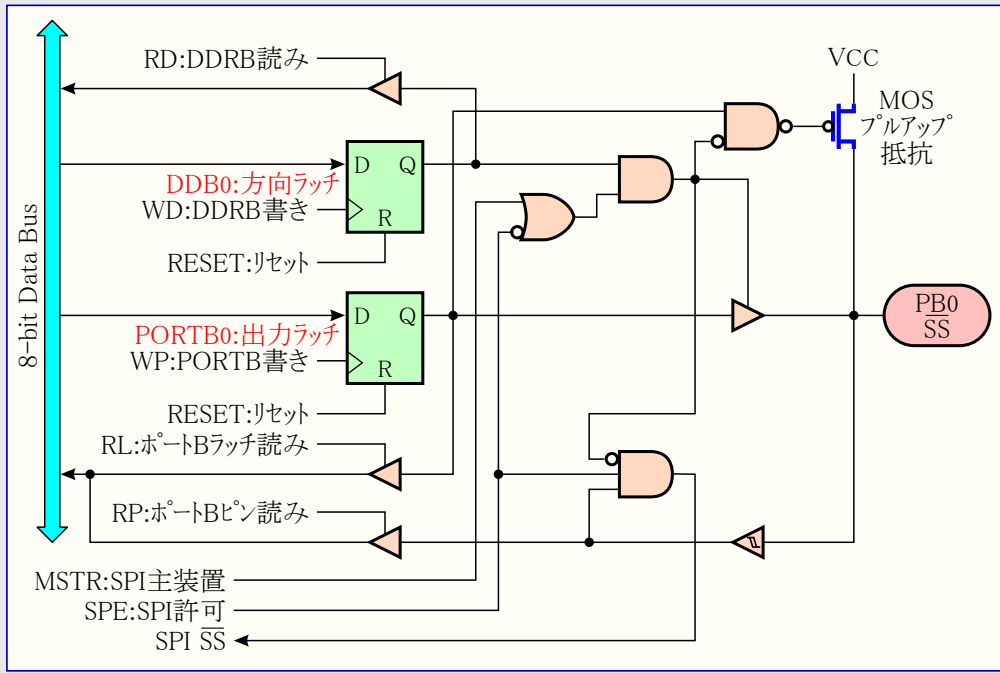 RD:DDRB読み
VCC
MOS
プルアップ
抵抗
D Q
DDB0:方向ラッチ
WD:DDRB書き
R
RESET:リセット
8-bit Data Bus
D Q
PORTB0:出力ラッチ
WP:PORTB書き
R
RESET:リセット
PB0
SS
RL:ポートBラッチ読み
RP:ポートBピン読み
MSTR:SPI主装置
SPE:SPI許可
SPI SS